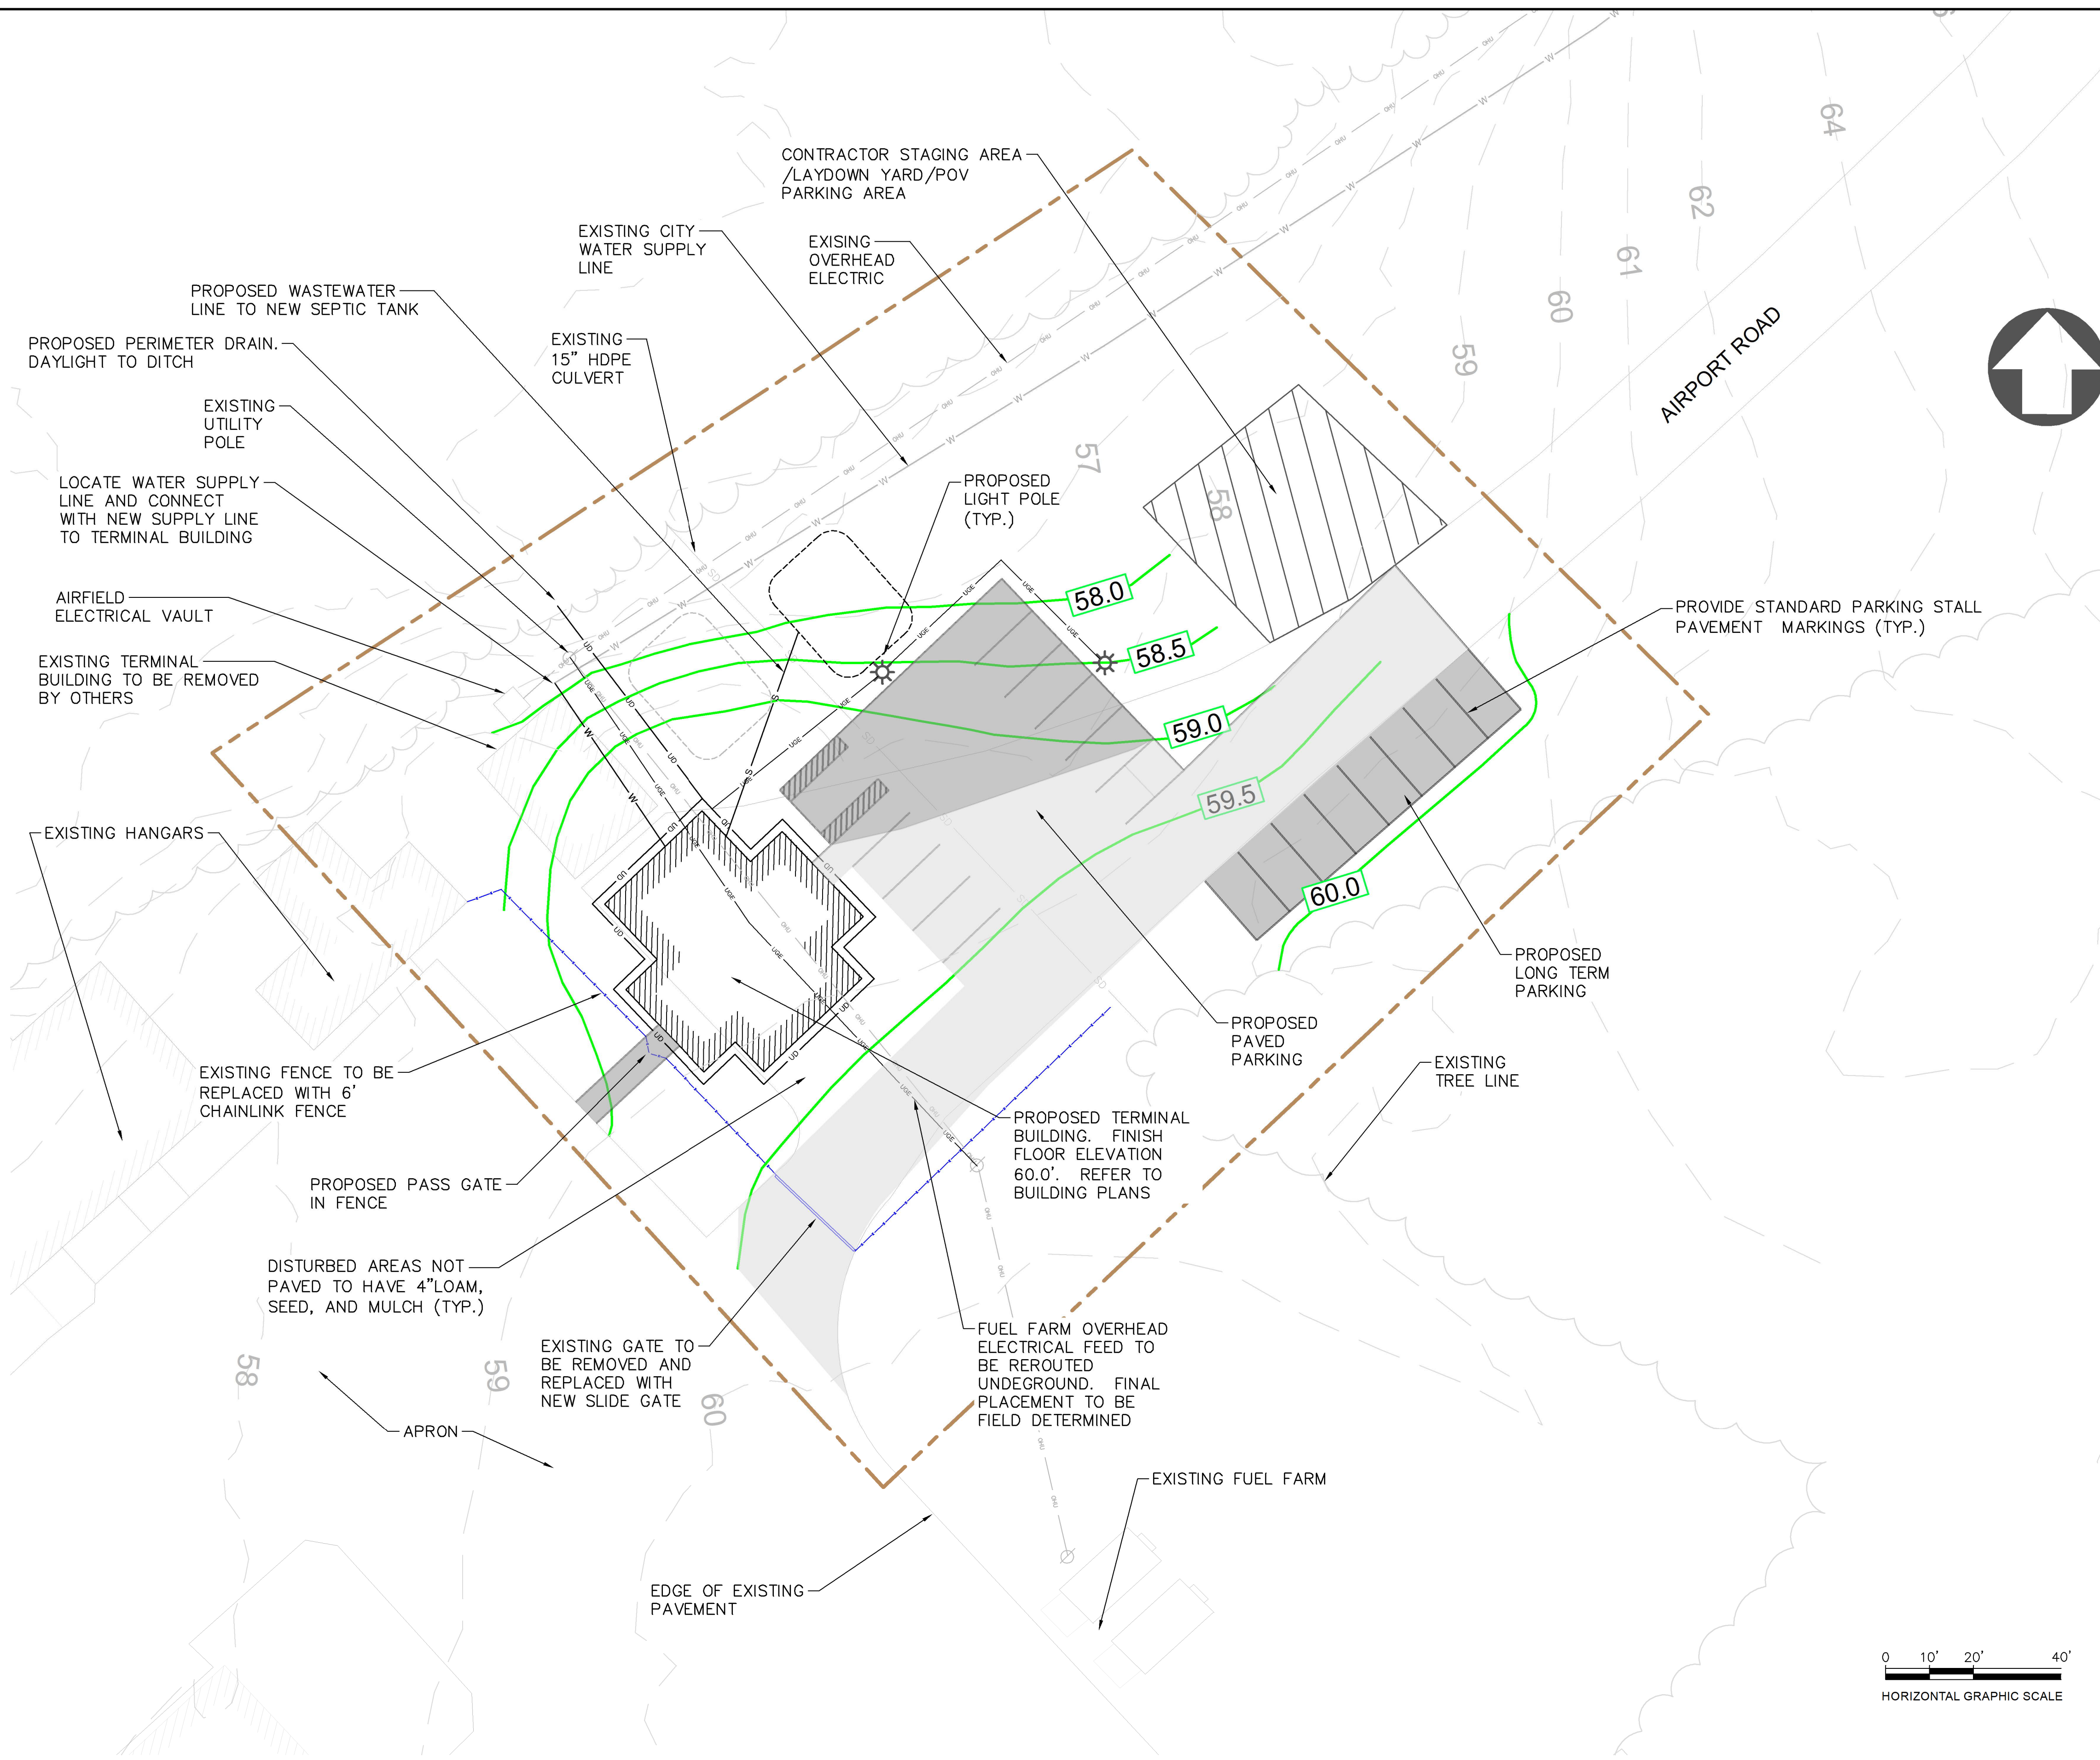 CONTRACTOR STAGING AREA
/LAYDOWN YARD/POV
PARKING AREA
EXISTING CITY
WATER SUPPLY
LINE
EXISING
OVERHEAD
ELECTRIC
PROPOSED WASTEWATER
LINE TO NEW SEPTIC TANK
PROPOSED PERIMETER DRAIN.
DAYLIGHT TO DITCH
EXISTING
15" HDPE
CULVERT
EXISTING
UTILITY
POLE
LOCATE WATER SUPPLY
LINE AND CONNECT
WITH NEW SUPPLY LINE
TO TERMINAL BUILDING
PROPOSED
LIGHT POLE
(TYP.)
AIRFIELD
ELECTRICAL VAULT
EXISTING TERMINAL
BUILDING TO BE REMOVED
BY OTHERS
EXISTING HANGARS
64
62
61
60
59
57
58
AIRPORT ROAD
58.0
58.5
59.0
59.5
60.0
PROVIDE STANDARD PARKING STALL
PAVEMENT MARKINGS (TYP.)
PROPOSED
LONG TERM
PARKING
PROPOSED
PAVED
PARKING
EXISTING
TREE LINE
EXISTING FENCE TO BE
REPLACED WITH 6'
CHAINLINK FENCE
PROPOSED TERMINAL
BUILDING. FINISH
FLOOR ELEVATION
60.0'. REFER TO
BUILDING PLANS
PROPOSED PASS GATE
IN FENCE
DISTURBED AREAS NOT
PAVED TO HAVE 4"LOAM,
SEED, AND MULCH (TYP.)
EXISTING GATE TO
BE REMOVED AND
REPLACED WITH
NEW SLIDE GATE
FUEL FARM OVERHEAD
ELECTRICAL FEED TO
BE REROUTED
UNDEGROUND. FINAL
PLACEMENT TO BE
FIELD DETERMINED
58
59
60
APRON
EXISTING FUEL FARM
EDGE OF EXISTING
PAVEMENT
0 10' 20' 40'
HORIZONTAL GRAPHIC SCALE